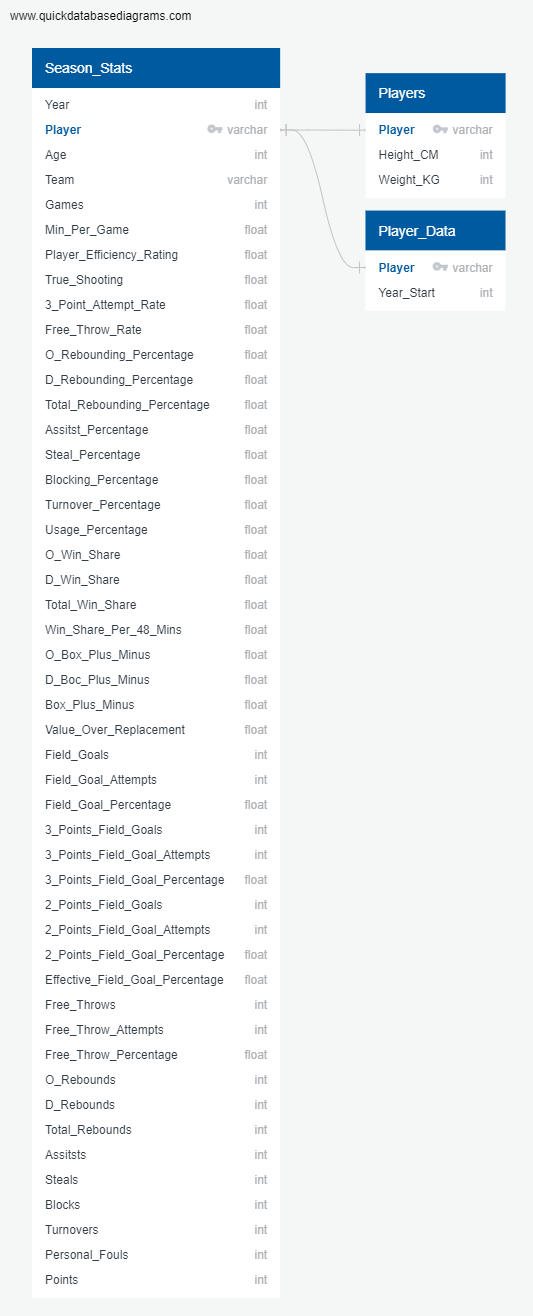 www.quickdatabasediagrams.com
Season_Stats
Year int
Player varchar
Age int
Team varchar
Games int
Min_Per_Game float
Player_Efficiency_Rating float
True_Shooting float
3_Point_Attempt_Rate float
Free_Throw_Rate float
O_Rebounding_Percentage float
D_Rebounding_Percentage float
Total_Rebounding_Percentage float
Assitst_Percentage float
Steal_Percentage float
Blocking_Percentage float
Turnover_Percentage float
Usage_Percentage float
O_Win_Share float
D_Win_Share float
Total_Win_Share float
Win_Share_Per_48_Mins float
O_Box_Plus_Minus float
D_Boc_Plus_Minus float
Box_Plus_Minus float
Value_Over_Replacement float
Field_Goals int
Field_Goal_Attempts int
Field_Goal_Percentage float
3_Points_Field_Goals int
3_Points_Field_Goal_Attempts int
3_Points_Field_Goal_Percentage float
2_Points_Field_Goals int
2_Points_Field_Goal_Attempts int
2_Points_Field_Goal_Percentage float
Effective_Field_Goal_Percentage float
Free_Throws int
Free_Throw_Attempts int
Free_Throw_Percentage float
O_Rebounds int
D_Rebounds int
Total_Rebounds int
Assitsts int
Steals int
Blocks int
Turnovers int
Personal_Fouls int
Points int
Players
Player varchar
Height_CM int
Weight_KG int
Player_Data
Player varchar
Year_Start int